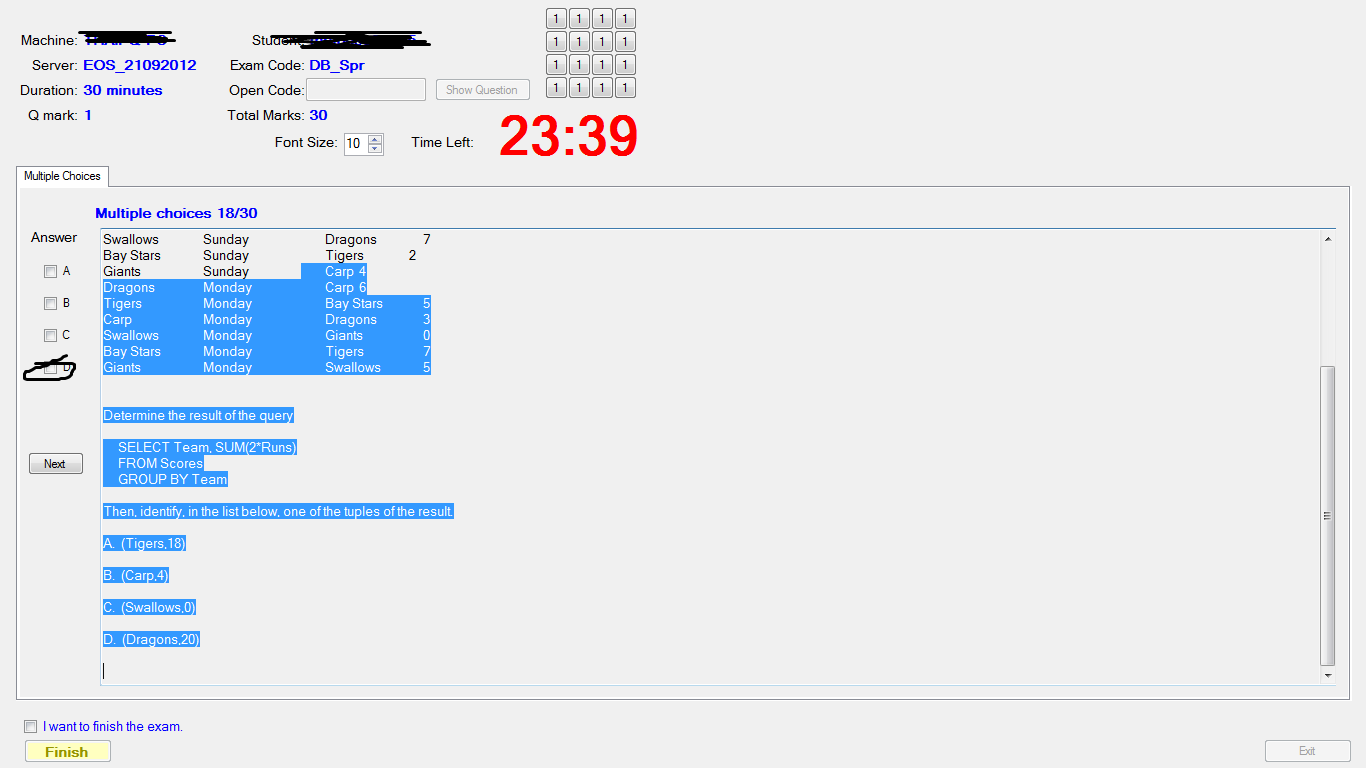 Machine:
Student:
Server: EOS_21092012
Exam Code: DB_Spr
Duration: 30 minutes
Open Code:
Show Question
Q mark: 1
Total Marks: 30
Font Size: 10
Time Left: 23:39
1 1 1 1
1 1 1 1
1 1 1 1
1 1 1 1
Multiple Choices
Multiple choices 18/30
Answer
A
B
C
Next
Swallows Sunday Dragons 7
Bay Stars Sunday Tigers 2
Giants Sunday Carp 4
Dragons Monday Carp 6
Tigers Monday Bay Stars 5
Carp Monday Dragons 3
Swallows Monday Giants 0
Bay Stars Monday Tigers 7
Giants Monday Swallows 5
Determine the result of the query
SELECT Team, SUM(2*Runs)
FROM Scores
GROUP BY Team
Then, identify, in the list below, one of the tuples of the result.
A. (Tigers,18)
B. (Carp,4)
C. (Swallows,0)
D. (Dragons,20)
I want to finish the exam.
Finish
Exit